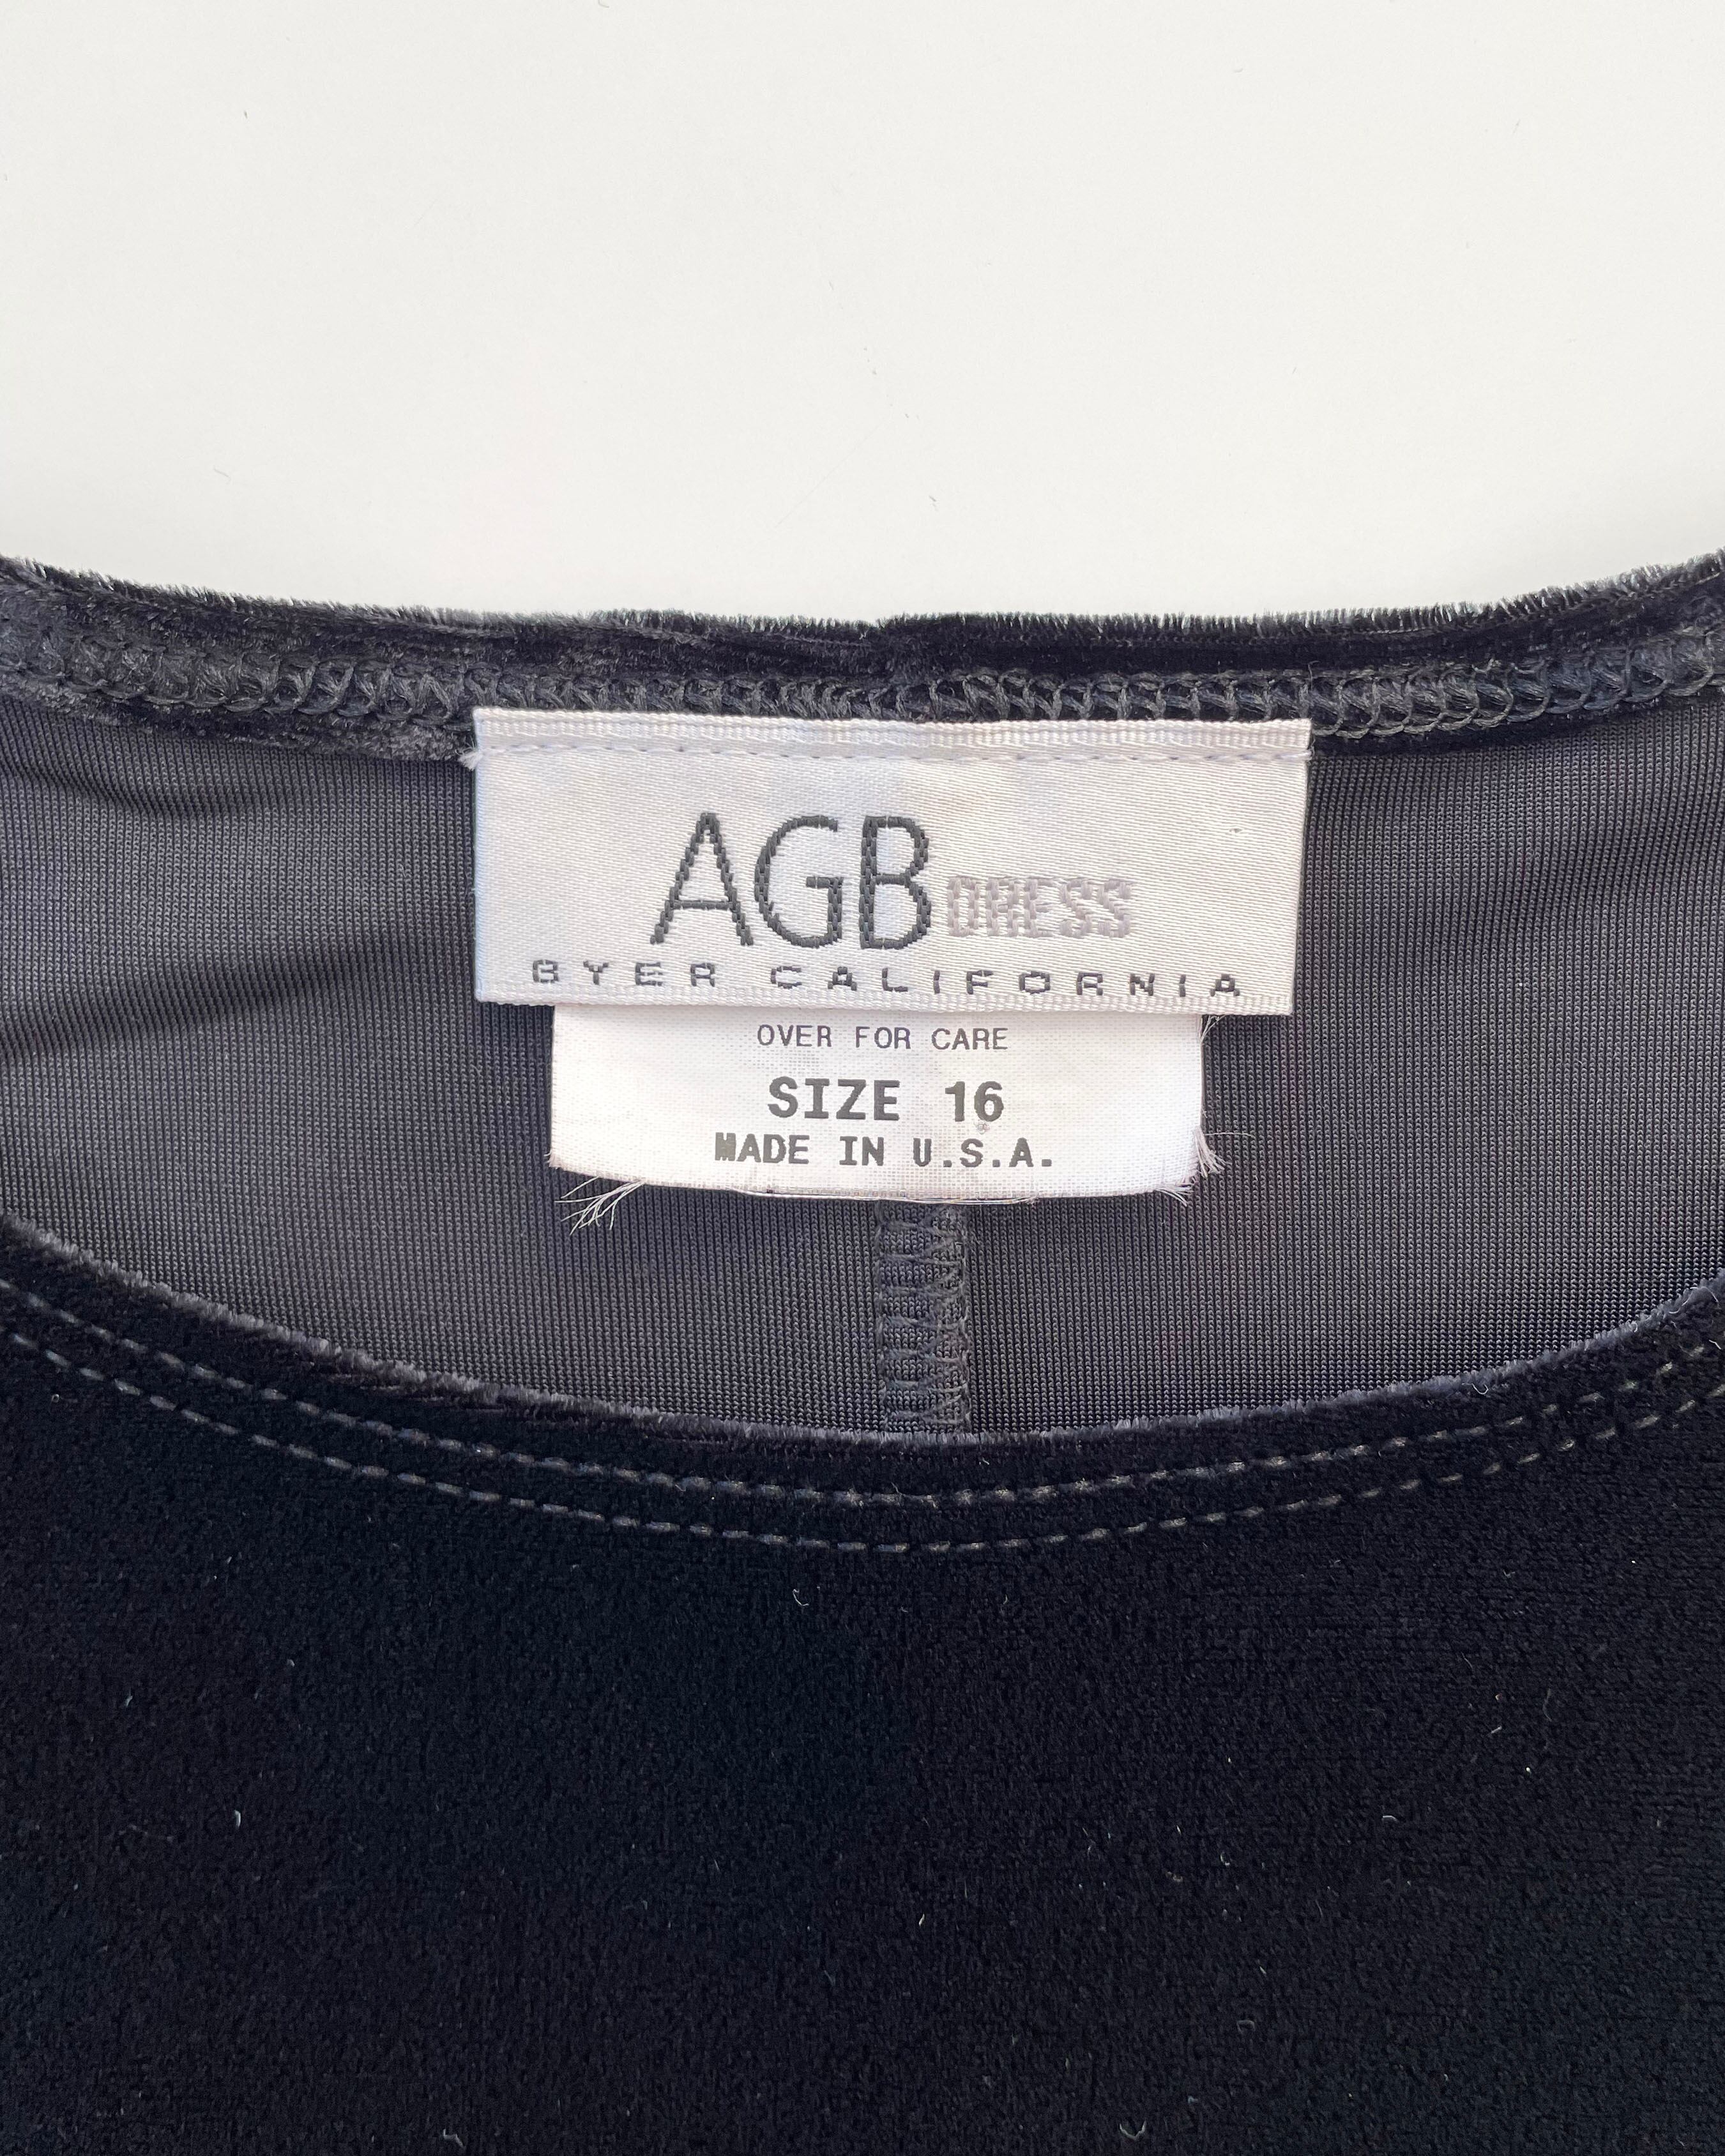 AGB DRESS
BYER CALIFORNIA
OVER FOR CARE
SIZE 16
MADE IN U.S.A.